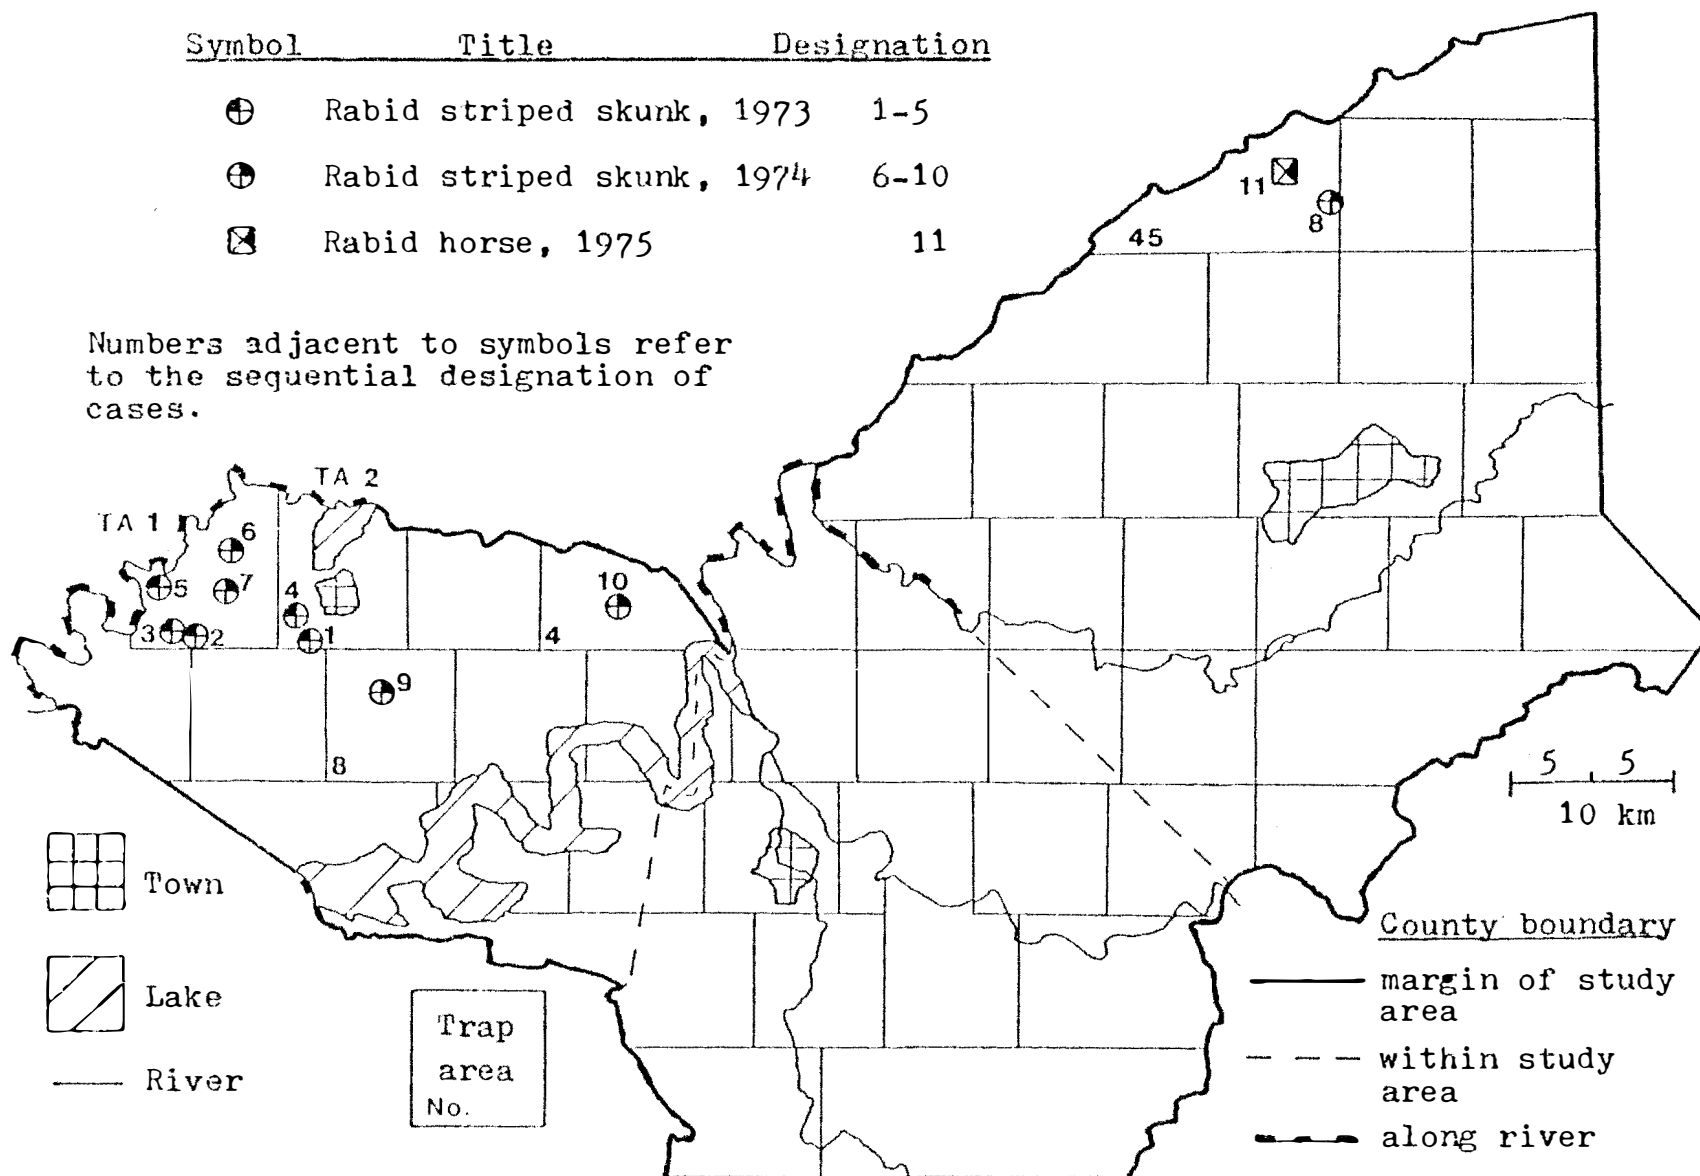 Symbol Title Designation
Rabid striped skunk, 1973 1-5
Rabid striped skunk, 1974 6-10
Rabid horse, 1975 11
Numbers adjacent to symbols refer
to the sequential designation of
cases.
11
8
45
TA 2
TA 1
6
5
7
4
3
2
1
10
4
9
8
5 5
10 km
Town
Lake
River
Trap
area
No.
County boundary
margin of study
area
within study
area
along river